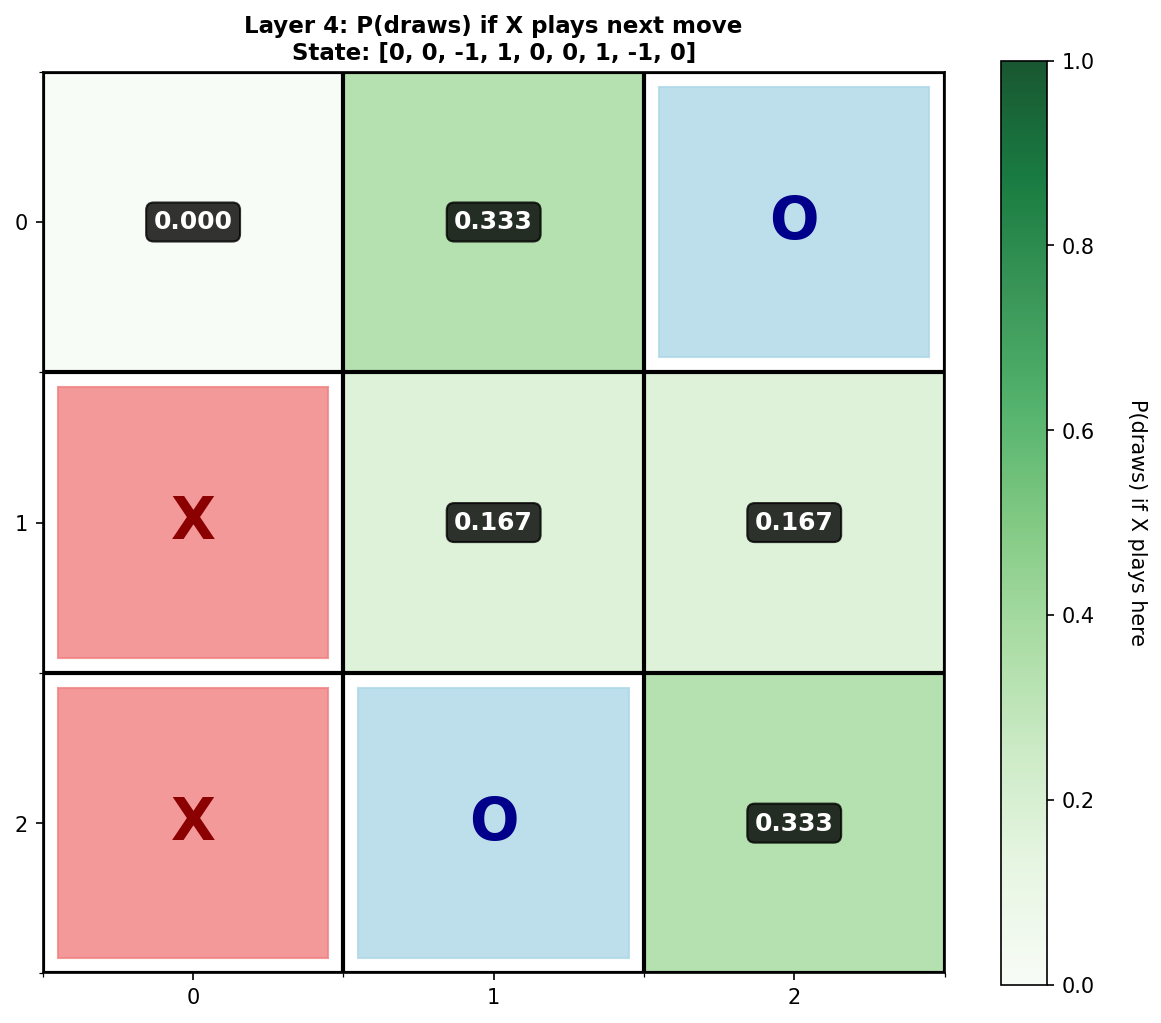 Layer 4: P(draws) if X plays next move
State: [0, 0, -1, 1, 0, 0, 1, -1, 0]
0.000
0.333
O
X
0.167
0.167
X
O
0.333
0
1
2
0
1
2
1.0
0.8
0.6
0.4
0.2
0.0
P(draws) if X plays here